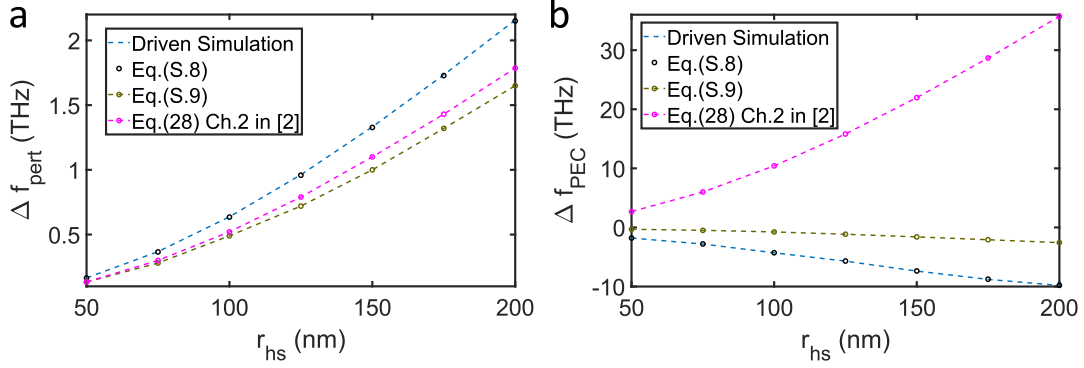 a
Δ f_pert (THz)
2
1.5
1
0.5
Driven Simulation
Eq.(S.8)
Eq.(S.9)
Eq.(28) Ch.2 in [2]
50
100
150
200
r_hs (nm)
b
Δ f_PEC (THz)
30
20
10
0
-10
Driven Simulation
Eq.(S.8)
Eq.(S.9)
Eq.(28) Ch.2 in [2]
50
100
150
200
r_hs (nm)